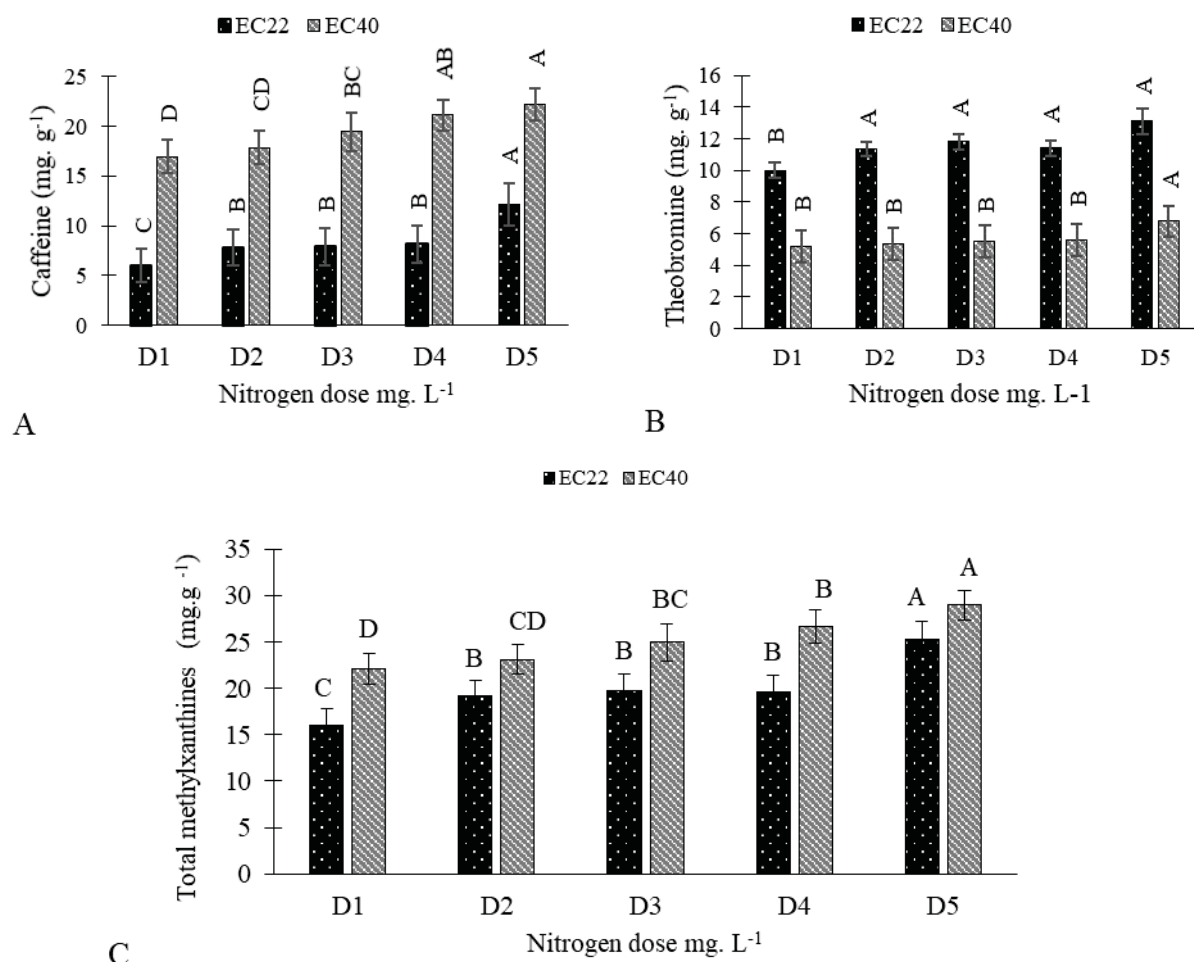 EC22 EC40
Caffeine (mg. g-1)
25
20
15
10
5
0
D CD BC AB A
C B B B A
D1 D2 D3 D4 D5
Nitrogen dose mg. L-1
A
EC22 EC40
Theobromine (mg. g-1)
16
14
12
10
8
6
4
2
0
B A A A A
B B B B A
D1 D2 D3 D4 D5
Nitrogen dose mg. L-1
B
EC22 EC40
Total methylxanthines (mg.g -1)
35
30
25
20
15
10
5
0
D CD BC B A
C B B B A
D1 D2 D3 D4 D5
Nitrogen dose mg. L-1
C